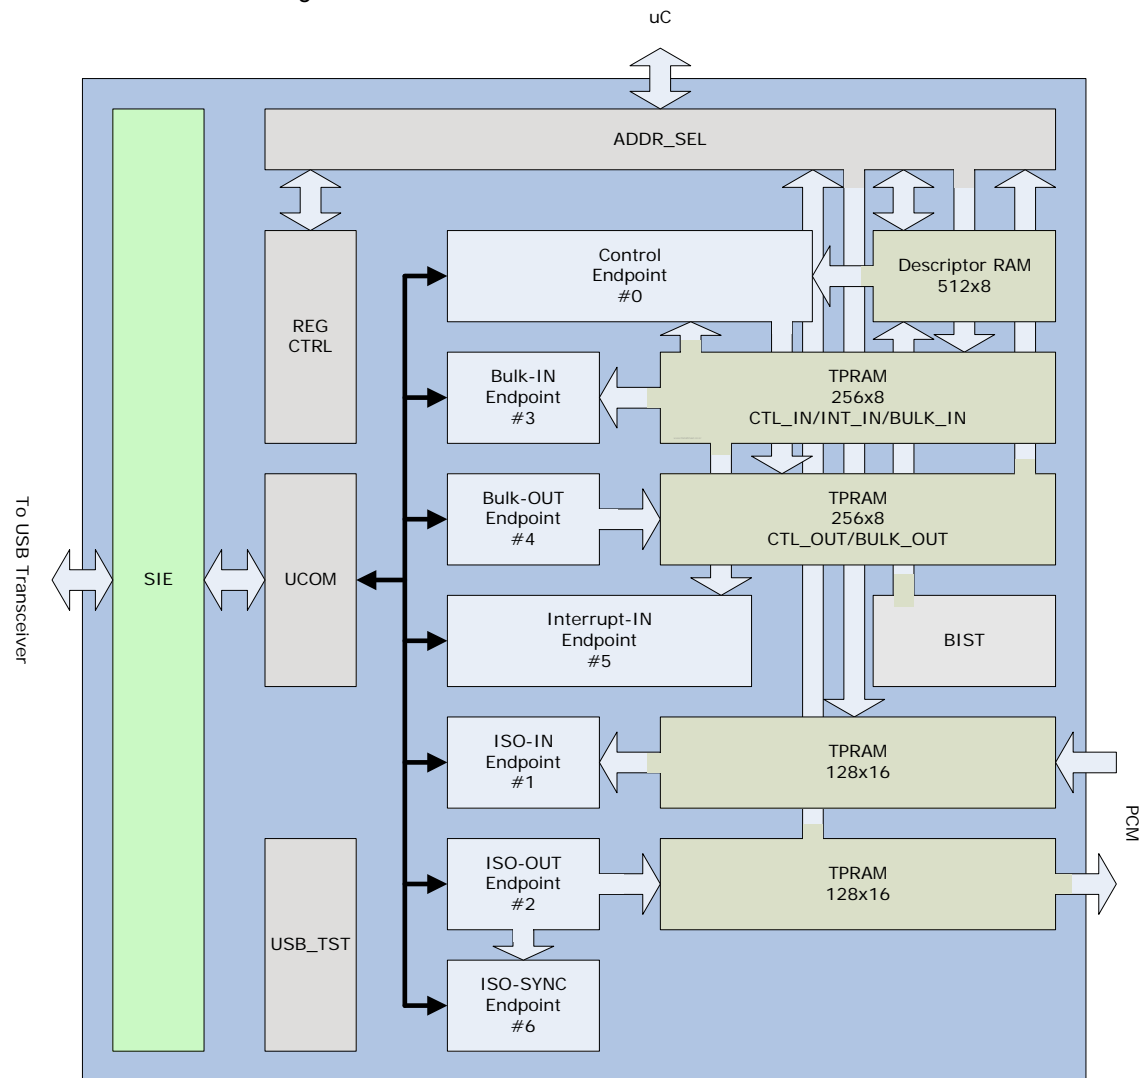 uC
ADDR_SEL
Control
Endpoint
#0
Descriptor RAM
512x8
REG
CTRL
Bulk-IN
Endpoint
#3
TPRAM
256x8
CTL_IN/INT_IN/BULK_IN
Bulk-OUT
Endpoint
#4
TPRAM
256x8
CTL_OUT/BULK_OUT
To USB Transceiver
SIE
UCOM
Interrupt-IN
Endpoint
#5
BIST
ISO-IN
Endpoint
#1
TPRAM
128x16
PCM
ISO-OUT
Endpoint
#2
TPRAM
128x16
USB_TST
ISO-SYNC
Endpoint
#6